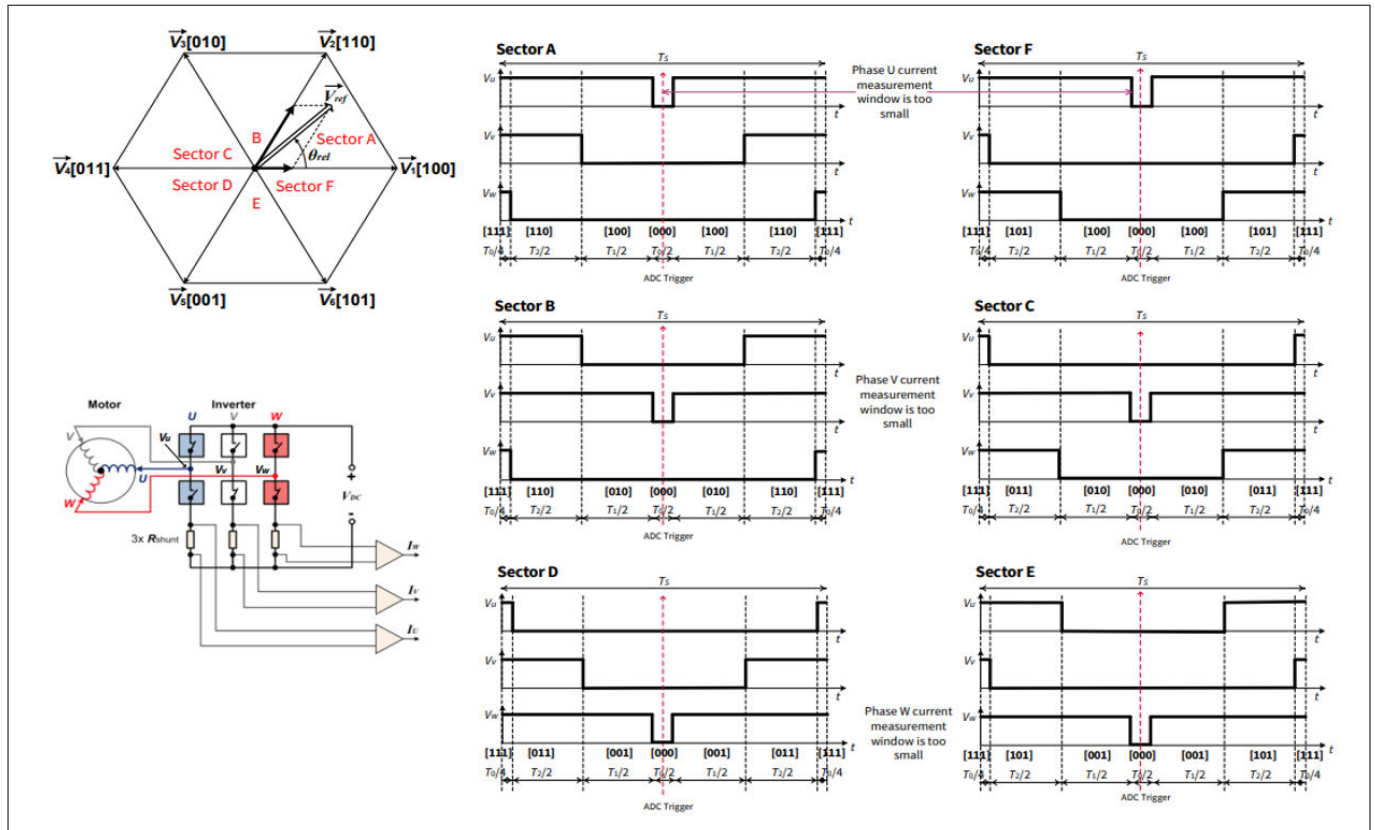 V3[010]
V2[110]
Vref
B
Sector A
Sector C
θref
V4[011]
V1[100]
Sector D
Sector F
E
V5[001]
V6[101]
Motor
Inverter
U
V
W
V
Vu
U
Vv
Vw
W
VDC
+
-
3x Rshunt
IW
IV
IU
Sector A
Ts
Vu
t
Vv
Vw
t
[111] [110] [100] [000] [100] [110] [111]
T0/4 T2/2 T1/2 T0/2 T1/2 T2/2 T0/4
ADC Trigger
Phase U current
measurement
window is too
small
Sector F
Ts
Vu
t
Vv
Vw
t
[111] [101] [100] [000] [100] [101] [111]
T0/4 T2/2 T1/2 T0/2 T1/2 T2/2 T0/4
ADC Trigger
Sector B
Ts
Vu
t
Vv
t
Vw
t
[111] [110] [010] [000] [010] [110] [111]
T0/4 T2/2 T1/2 T0/2 T1/2 T2/2 T0/4
ADC Trigger
Phase V current
measurement
window is too
small
Sector C
Ts
Vu
t
Vv
t
Vw
t
[111] [011] [010] [000] [010] [011] [111]
T0/4 T2/2 T1/2 T0/2 T1/2 T2/2 T0/4
ADC Trigger
Sector D
Ts
Vu
t
Vv
t
Vw
[111] [011] [001] [000] [001] [011] [111] t
T0/4 T2/2 T1/2 T0/2 T1/2 T2/2 T0/4
ADC Trigger
Phase W current
measurement
window is too
small
Sector E
Ts
Vu
t
Vv
t
Vw
[111] [101] [001] [000] [001] [101] [111] t
T0/4 T2/2 T1/2 T0/2 T1/2 T2/2 T0/4
ADC Trigger